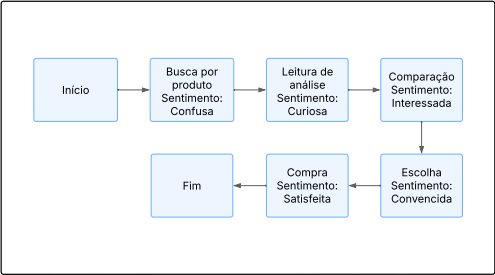 Início
Busca por
produto
Sentimento:
Confusa
Leitura de
análise
Sentimento:
Curiosa
Comparação
Sentimento:
Interessada
Escolha
Sentimento:
Convencida
Compra
Sentimento:
Satisfeita
Fim